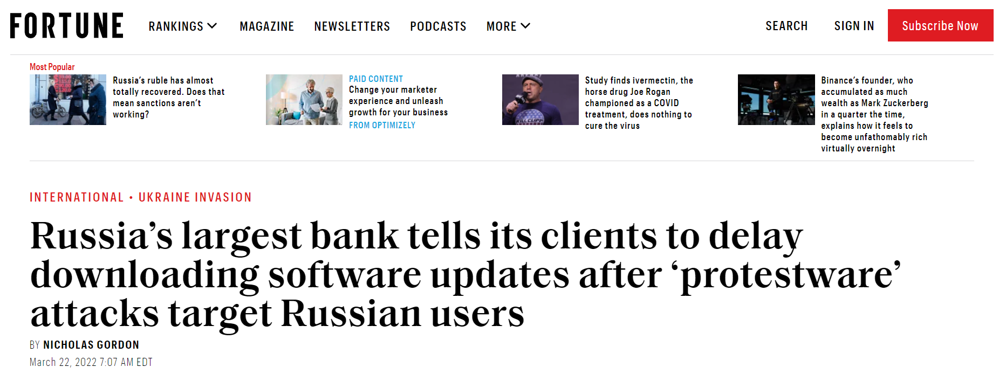 FORTUNE RANKINGS MAGAZINE NEWSLETTERS PODCASTS MORE SEARCH SIGN IN Subscribe Now
Most Popular
Russia’s ruble has almost
totally recovered. Does that
mean sanctions aren’t
working?
PAID CONTENT
Change your marketer
experience and unleash
growth for your business
FROM OPTIMIZELY
Study finds ivermectin, the
horse drug Joe Rogan
championed as a COVID
treatment, does nothing to
cure the virus
Binance’s founder, who
accumulated as much
wealth as Mark Zuckerberg
in a quarter the time,
explains how it feels to
become unfathomably rich
virtually overnight
INTERNATIONAL • UKRAINE INVASION
Russia’s largest bank tells its clients to delay
downloading software updates after ‘protestware’
attacks target Russian users
BY NICHOLAS GORDON
March 22, 2022 7:07 AM EDT